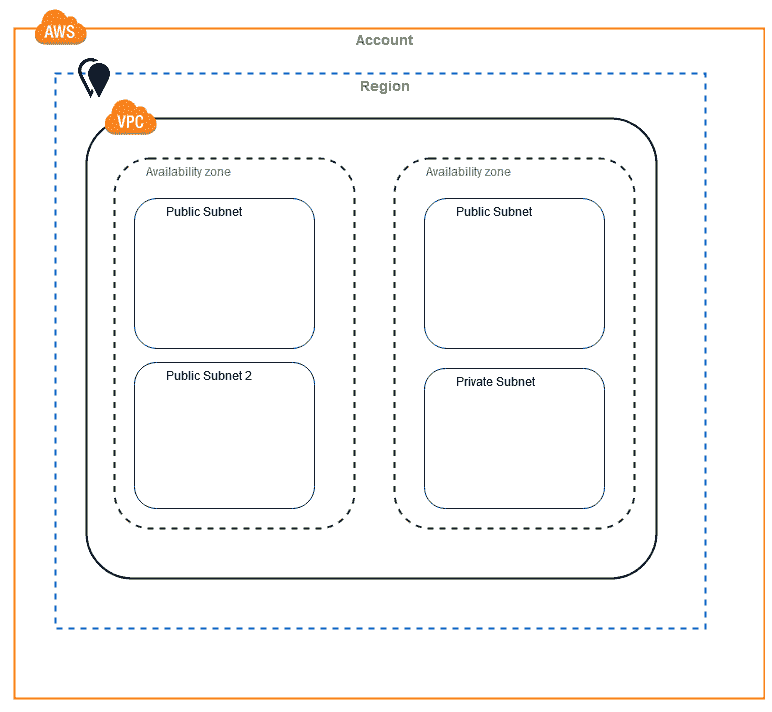 AWS
Account
Region
VPC
Availability zone
Public Subnet
Public Subnet 2
Availability zone
Public Subnet
Private Subnet